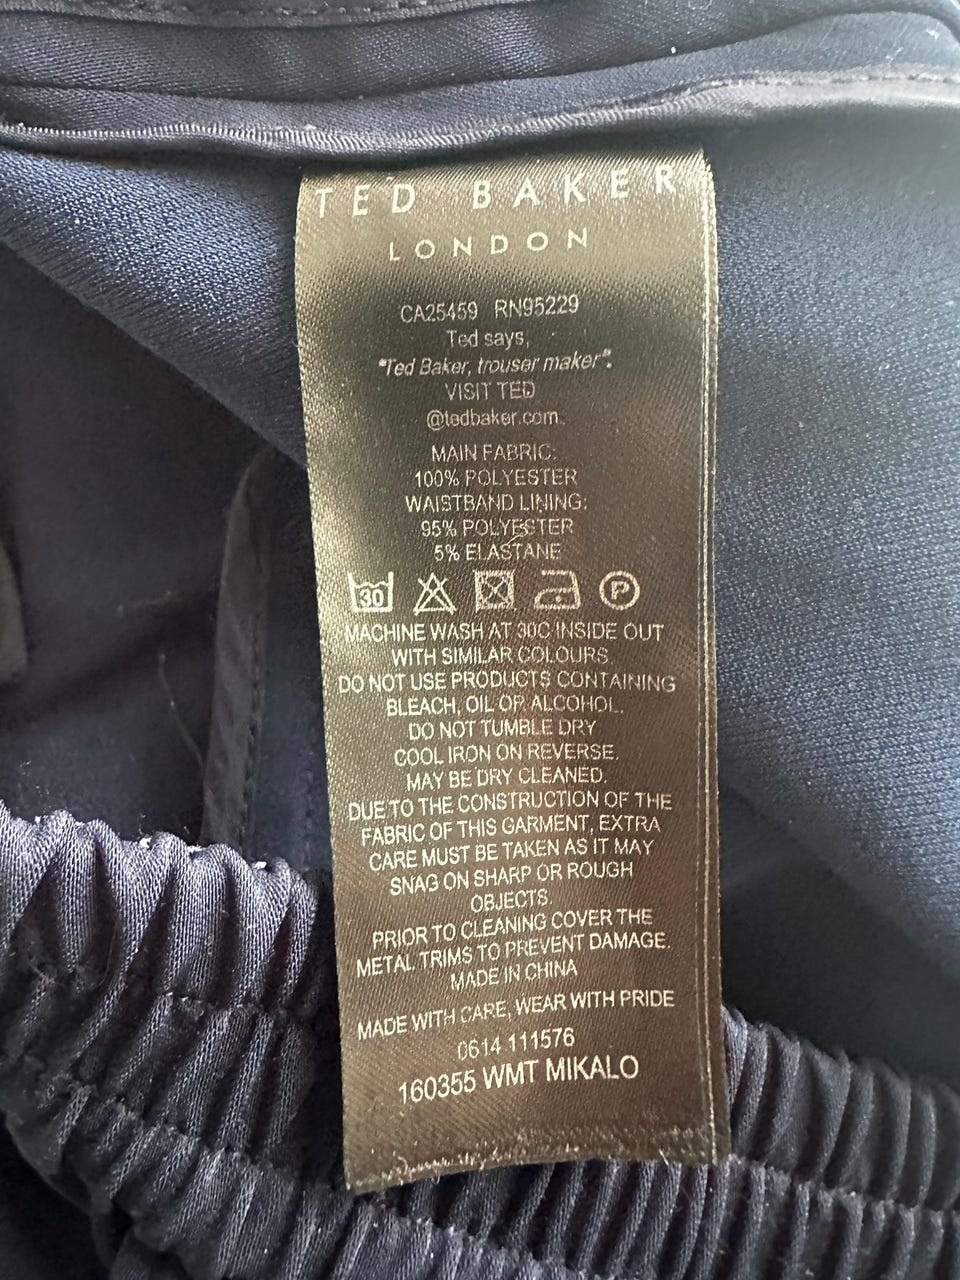 TED BAKER
LONDON
CA25459 RN95229
Ted says,
"Ted Baker, trouser maker".
VISIT TED
@tedbaker.com.
MAIN FABRIC:
100% POLYESTER
WAISTBAND LINING:
95% POLYESTER
5% ELASTANE
30 P
MACHINE WASH AT 30C INSIDE OUT
WITH SIMILAR COLOURS.
DO NOT USE PRODUCTS CONTAINING
BLEACH, OIL OR ALCOHOL.
DO NOT TUMBLE DRY
COOL IRON ON REVERSE.
MAY BE DRY CLEANED.
DUE TO THE CONSTRUCTION OF THE
FABRIC OF THIS GARMENT, EXTRA
CARE MUST BE TAKEN AS IT MAY
SNAG ON SHARP OR ROUGH
OBJECTS.
PRIOR TO CLEANING COVER THE
METAL TRIMS TO PREVENT DAMAGE.
MADE IN CHINA
MADE WITH CARE, WEAR WITH PRIDE
0614 111576
160355 WMT MIKALO